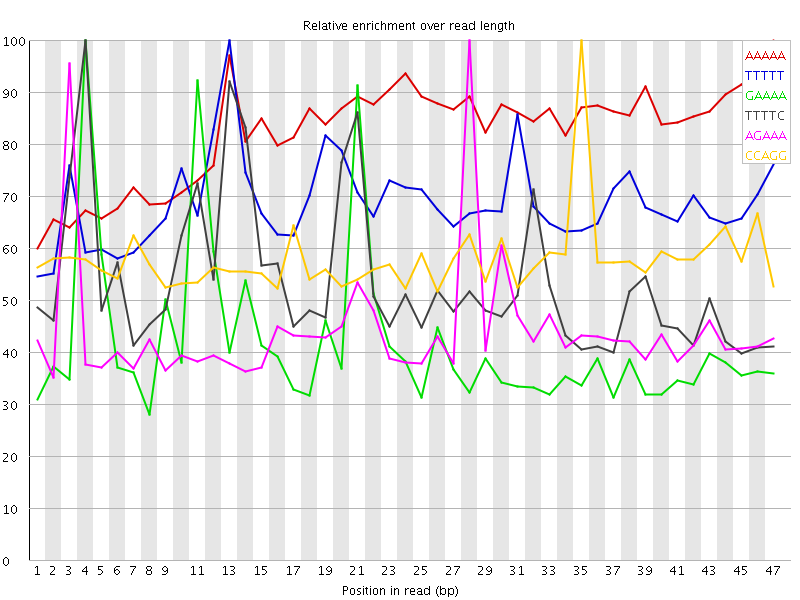 Relative enrichment over read length
100
90
80
70
60
50
40
30
20
10
0
AAAAA
TTTTT
GAAAA
TTTTC
AGAAA
CCAGG
1 2 3 4 5 6 7 8 9 11 13 15 17 19 21 23 25 27 29 31 33 35 37 39 41 43 45 47
Position in read (bp)